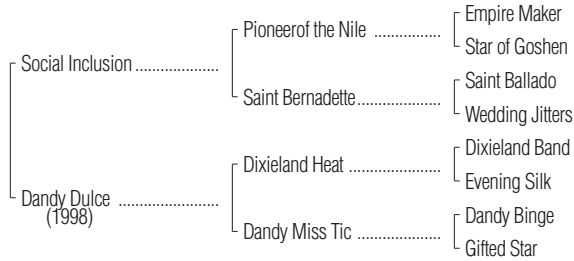 Empire Maker
Pioneerof the Nile ..................
Star of Goshen
Social Inclusion ...................
Saint Ballado
Saint Bernadette ...................
Wedding Jitters
Dixieland Band
Dixieland Heat .....................
Evening Silk
Dandy Dulce ......................
(1998)
Dandy Binge
Dandy Miss Tic ...................
Gifted Star